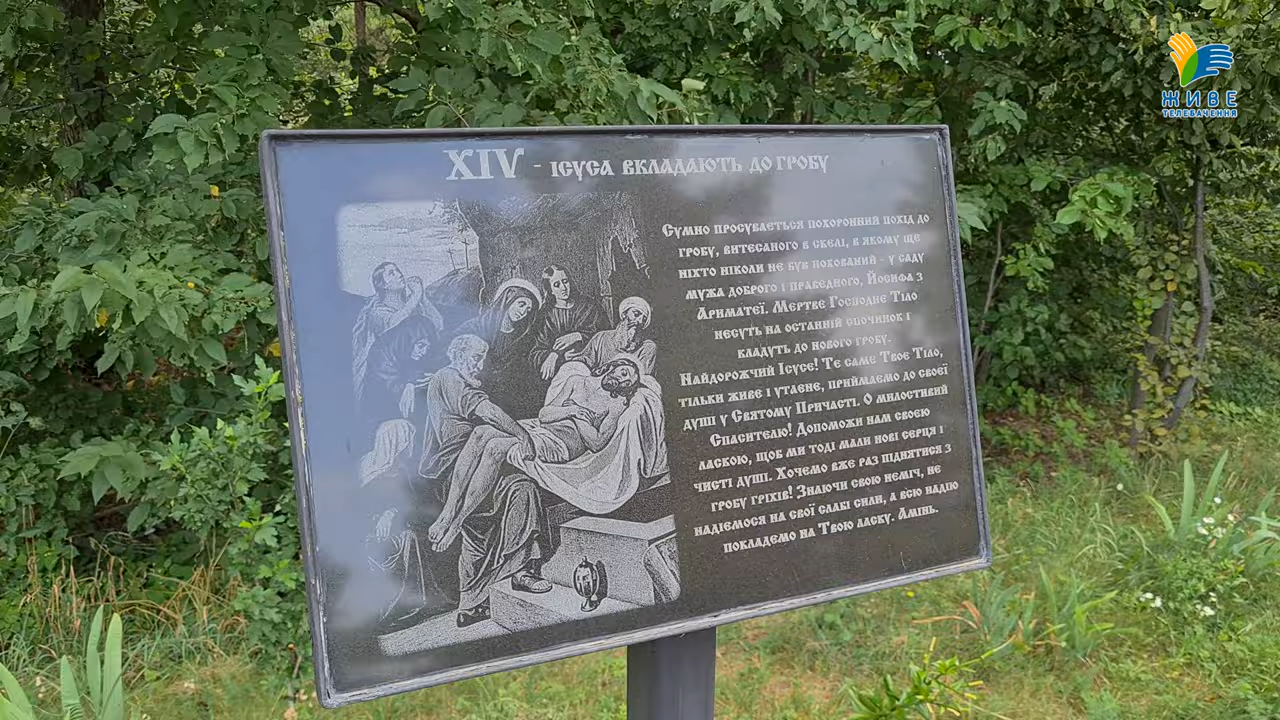 ЖИВЕ
ТЕЛЕБАЧЕННЯ
XIV - ІСУСА ВКЛАДАЮТЬ ДО ГРОБУ
Сумно просувається похоронний похід до
гробу, витесаного в скелі, в якому ще
ніхто ніколи не був похований - у саду
мужа доброго і праведного, Йосифа з
Ариматеї. Мертве Господне Тіло
несуть на останній спочинок і
кладуть до нового гробу.
Найдорожчий Ісусе! Те саме Твоє Тіло,
тільки живе і утаєне, приймаємо до своєї
душі у Святому Причасті. О милостивий
Спасителю! Допоможи нам своєю
ласкою, щоб ми тоді мали нові серця і
чисті душі. Хочемо вже раз піднятися з
гробу гріхів! Знаючи свою неміч, не
надіємося на свої слабі сили, а всю надію
покладемо на Твою ласку. Амінь.